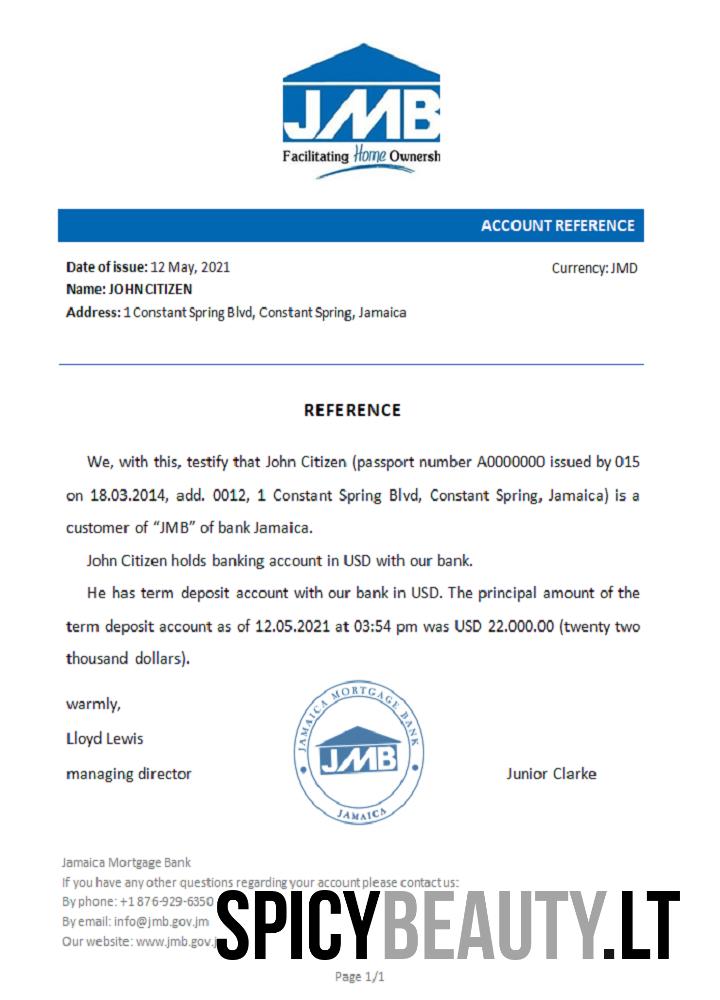 JMB
Facilitating Home Ownersh
ACCOUNT REFERENCE
Date of issue: 12 May, 2021
Currency: JMD
Name: JOHN CITIZEN
Address: 1 Constant Spring Blvd, Constant Spring, Jamaica
REFERENCE
We, with this, testify that John Citizen (passport number A0000000 issued by 015
on 18.03.2014, add. 0012, 1 Constant Spring Blvd, Constant Spring, Jamaica) is a
customer of “JMB” of bank Jamaica.
John Citizen holds banking account in USD with our bank.
He has term deposit account with our bank in USD. The principal amount of the
term deposit account as of 12.05.2021 at 03:54 pm was USD 22.000.00 (twenty two
thousand dollars).
warmly,
Lloyd Lewis
managing director
JAMAICA MORTGAGE BANK
JMB
JAMAICA
Junior Clarke
Jamaica Mortgage Bank
If you have any other questions regarding your account please contact us:
By phone: +1 876-929-6350
By email: info@jmb.gov.jm
Our website: www.jmb.gov.j
SPICYBEAUTY.LT
Page 1/1